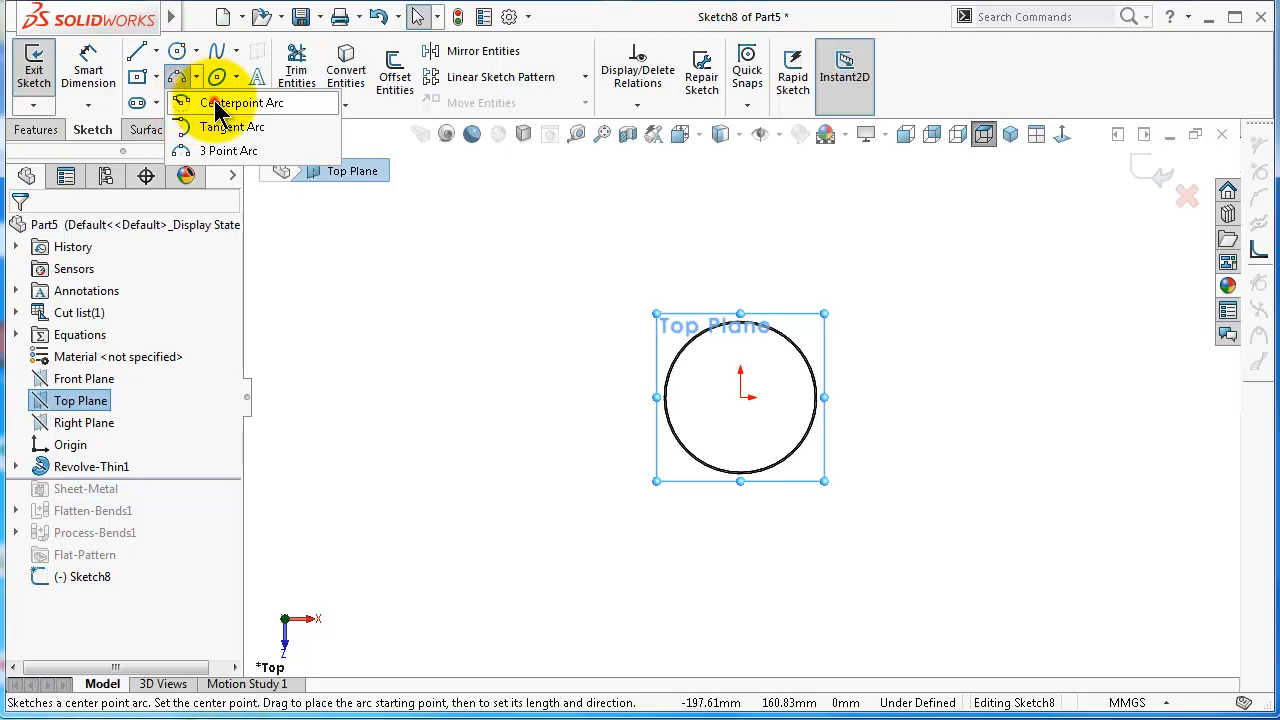 SOLIDWORKS
Sketch8 of Part5 *
Search Commands
Exit Sketch
Smart Dimension
Trim Entities
Convert Entities
Offset Entities
Mirror Entities
Linear Sketch Pattern
Move Entities
Display/Delete Relations
Repair Sketch
Quick Snaps
Rapid Sketch
Instant2D
Centerpoint Arc
Tangent Arc
3 Point Arc
Features
Sketch
Surfac
Top Plane
Part5 (Default<<Default>_Display State
History
Sensors
Annotations
Cut list(1)
Equations
Material <not specified>
Front Plane
Top Plane
Right Plane
Origin
Revolve-Thin1
Sheet-Metal
Flatten-Bends1
Process-Bends1
Flat-Pattern
(-) Sketch8
Top Plane
X
Z
*Top
Model
3D Views
Motion Study 1
Sketches a center point arc. Set the center point. Drag to place the arc starting point, then to set its length and direction.
-197.61mm
160.83mm
0mm
Under Defined
Editing Sketch8
MMGS